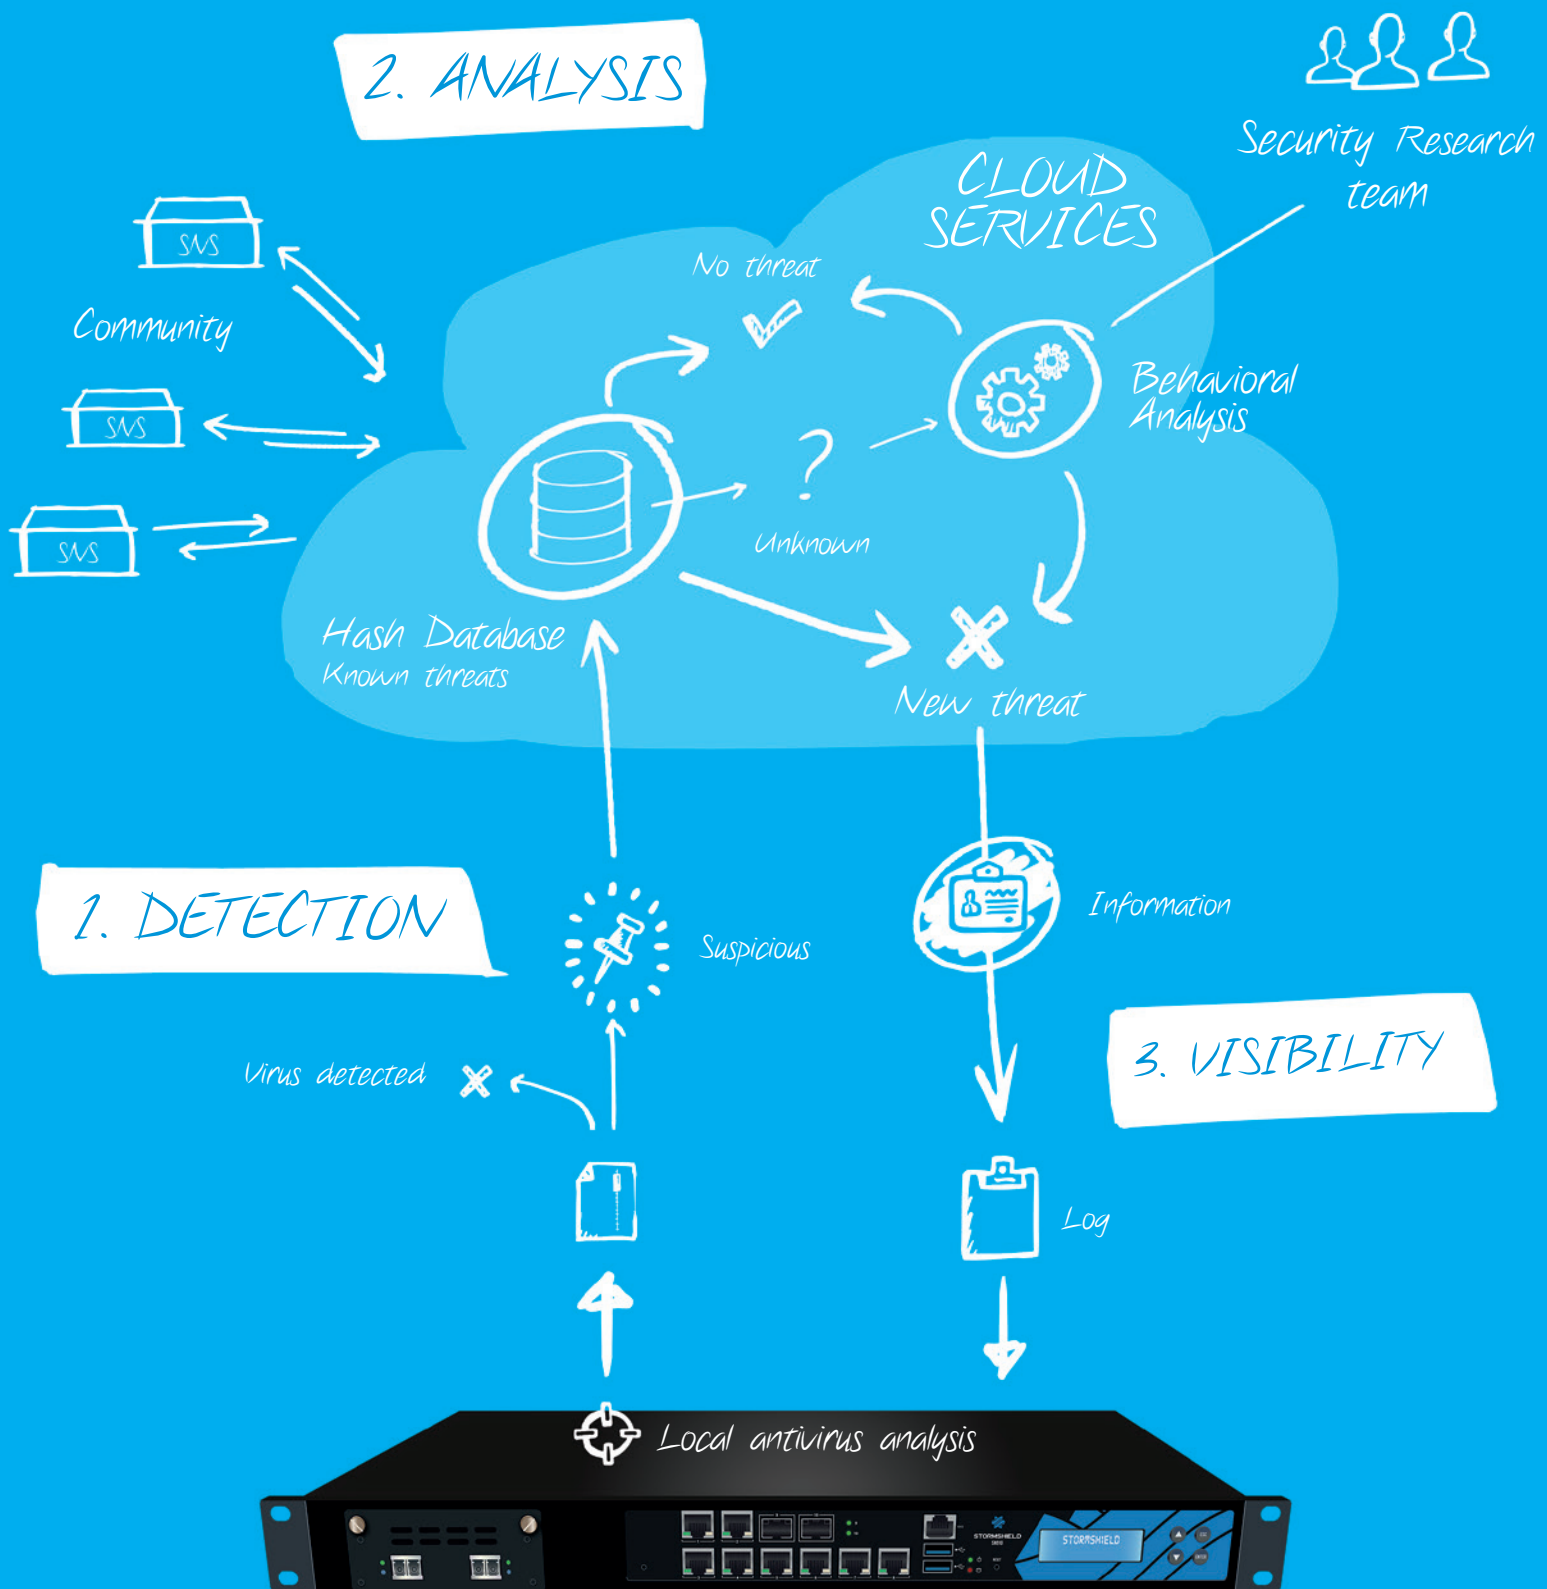 2. ANALYSIS
Security Research
team
CLOUD
SERVICES
SNS
No threat
Community
Behavioral
Analysis
SNS
SNS
Unknown
Hash Database
Known threats
New threat
1. DETECTION
Information
Suspicious
3. VISIBILITY
Virus detected
Log
Local antivirus analysis
STORMSHIELD
STORMSHIELD